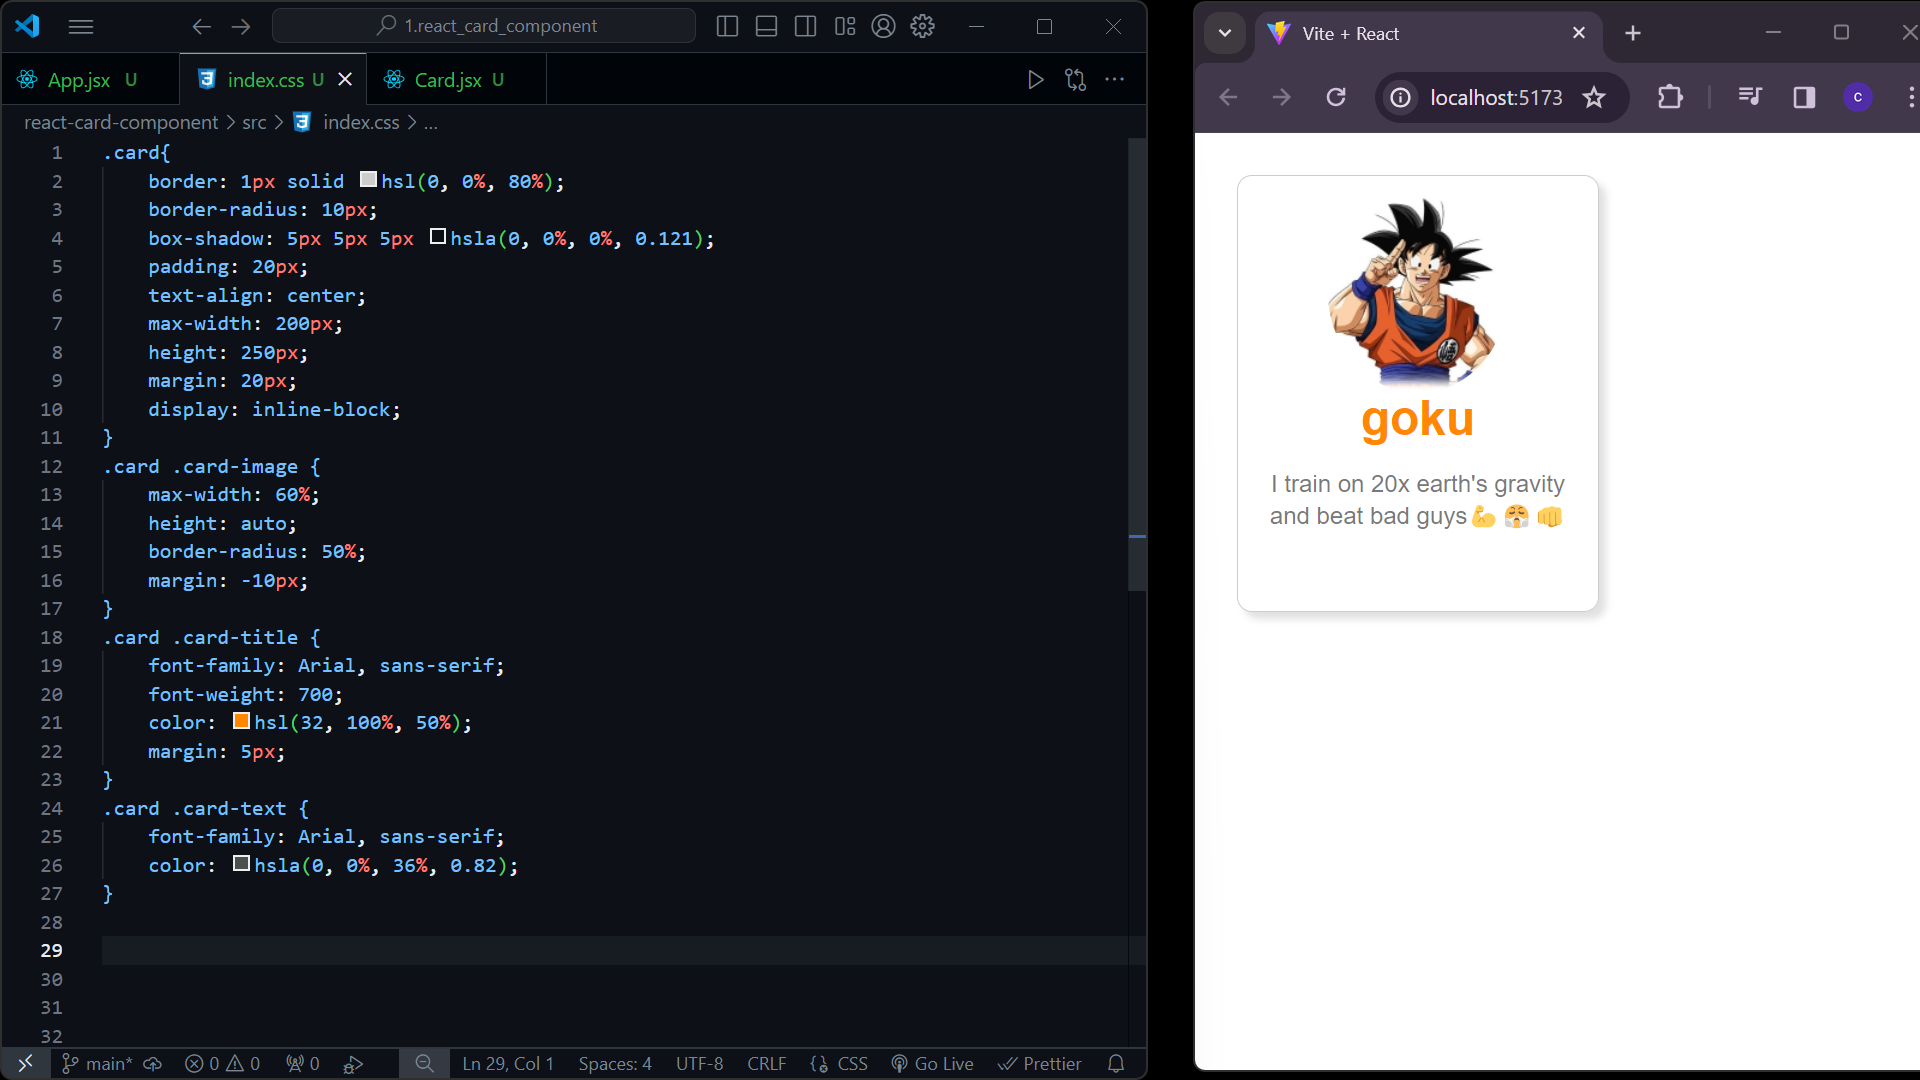 1.react_card_component
App.jsx U
index.css U
Card.jsx U
react-card-component > src > index.css > ...
1 .card{
2 border: 1px solid hsl(0, 0%, 80%);
3 border-radius: 10px;
4 box-shadow: 5px 5px 5px hsla(0, 0%, 0%, 0.121);
5 padding: 20px;
6 text-align: center;
7 max-width: 200px;
8 height: 250px;
9 margin: 20px;
10 display: inline-block;
11 }
12 .card .card-image {
13 max-width: 60%;
14 height: auto;
15 border-radius: 50%;
16 margin: -10px;
17 }
18 .card .card-title {
19 font-family: Arial, sans-serif;
20 font-weight: 700;
21 color: hsl(32, 100%, 50%);
22 margin: 5px;
23 }
24 .card .card-text {
25 font-family: Arial, sans-serif;
26 color: hsla(0, 0%, 36%, 0.82);
27 }
28
29
30
31
32
main* 0 0 0 Ln 29, Col 1 Spaces: 4 UTF-8 CRLF CSS Go Live Prettier
Vite + React
localhost:5173
c
goku
I train on 20x earth's gravity
and beat bad guys💪 😤 👊